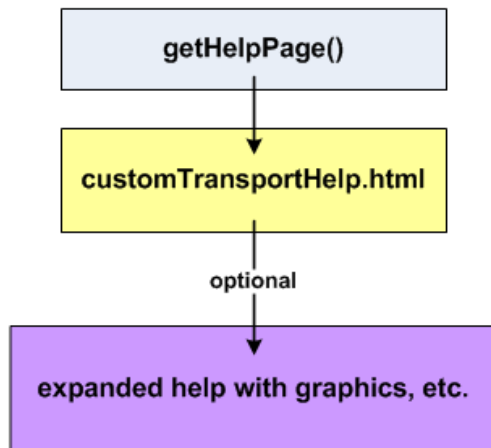 getHelpPage()
customTransportHelp.html
optional
expanded help with graphics, etc.